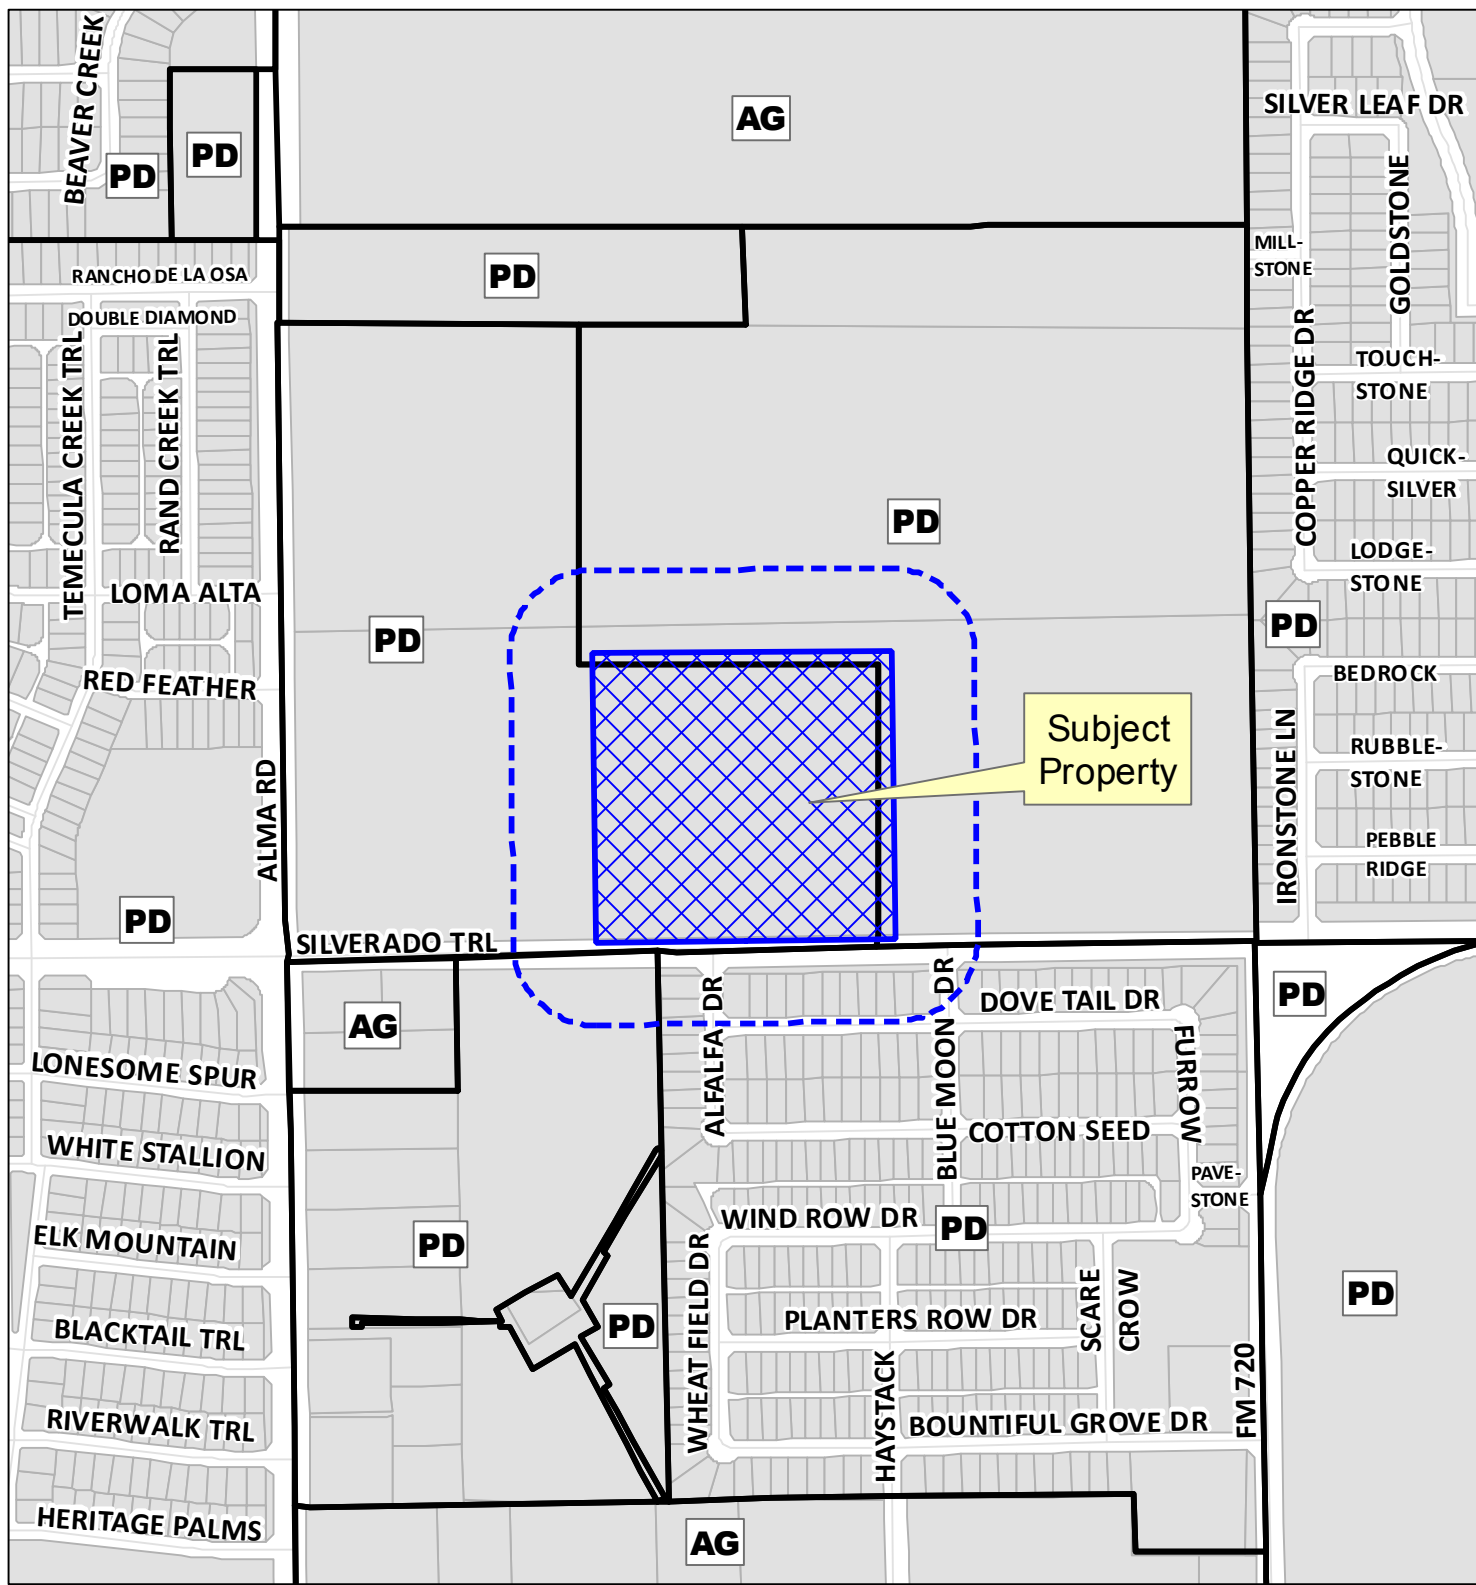 BEAVER CREEK
AG
SILVER LEAF DR
PD
PD
GOLDSTONE
MILL-
STONE
RANCHO DE LA OSA
PD
DOUBLE DIAMOND
TEMECULA CREEK TRL
RAND CREEK TRL
COPPER RIDGE DR
TOUCH-
STONE
QUICK-
SILVER
PD
LODGE-
STONE
LOMA ALTA
PD
PD
RED FEATHER
BEDROCK
Subject
Property
IRONSTONE LN
RUBBLE-
STONE
ALMA RD
PEBBLE
RIDGE
PD
SILVERADO TRL
ALFALFA DR
BLUE MOON DR
DOVE TAIL DR
PD
AG
FURROW
LONESOME SPUR
COTTON SEED
WHITE STALLION
PAVE-
STONE
WIND ROW DR
PD
ELK MOUNTAIN
PD
WHEAT FIELD DR
SCARE
CROW
PD
PLANTERS ROW DR
PD
BLACKTAIL TRL
HAYSTACK
FM 720
RIVERWALK TRL
BOUNTIFUL GROVE DR
HERITAGE PALMS
AG